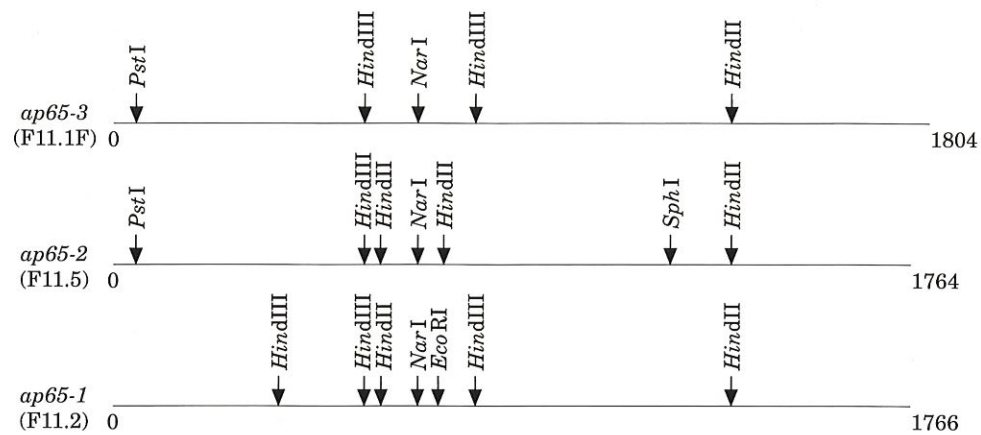 PstI
HindIII
NarI
HindIII
HindII
ap65-3
(F11.1F) 0
1804
PstI
HindIII
HindII
NarI
HindII
SphI
HindII
ap65-2
(F11.5) 0
1764
HindIII
HindIII
HindII
NarI
EcoRI
HindIII
HindII
ap65-1
(F11.2) 0
1766